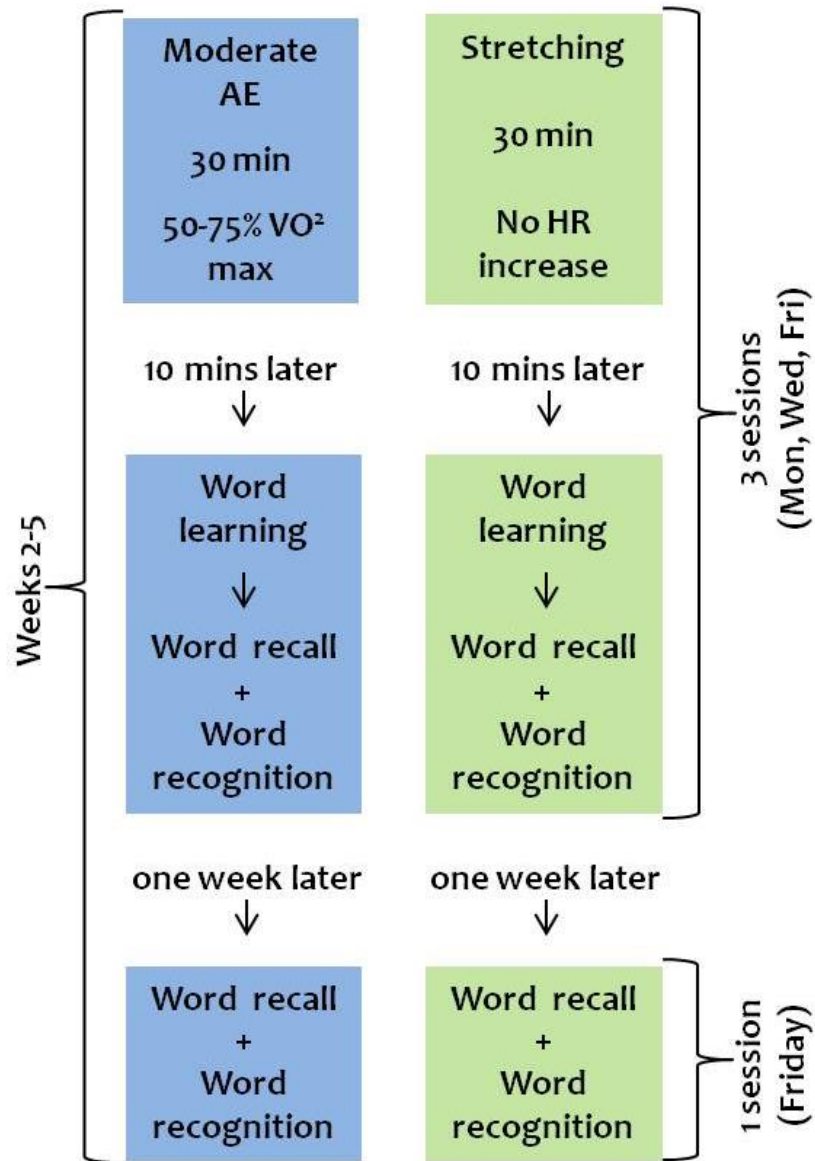 Weeks 2-5
Moderate
AE
30 min
50-75% VO²
max
10 mins later
↓
Word
learning
↓
Word recall
+
Word
recognition
one week later
↓
Word recall
+
Word
recognition
Stretching
30 min
No HR
increase
10 mins later
↓
Word
learning
↓
Word recall
+
Word
recognition
one week later
↓
Word recall
+
Word
recognition
3 sessions
(Mon, Wed, Fri)
1 session
(Friday)